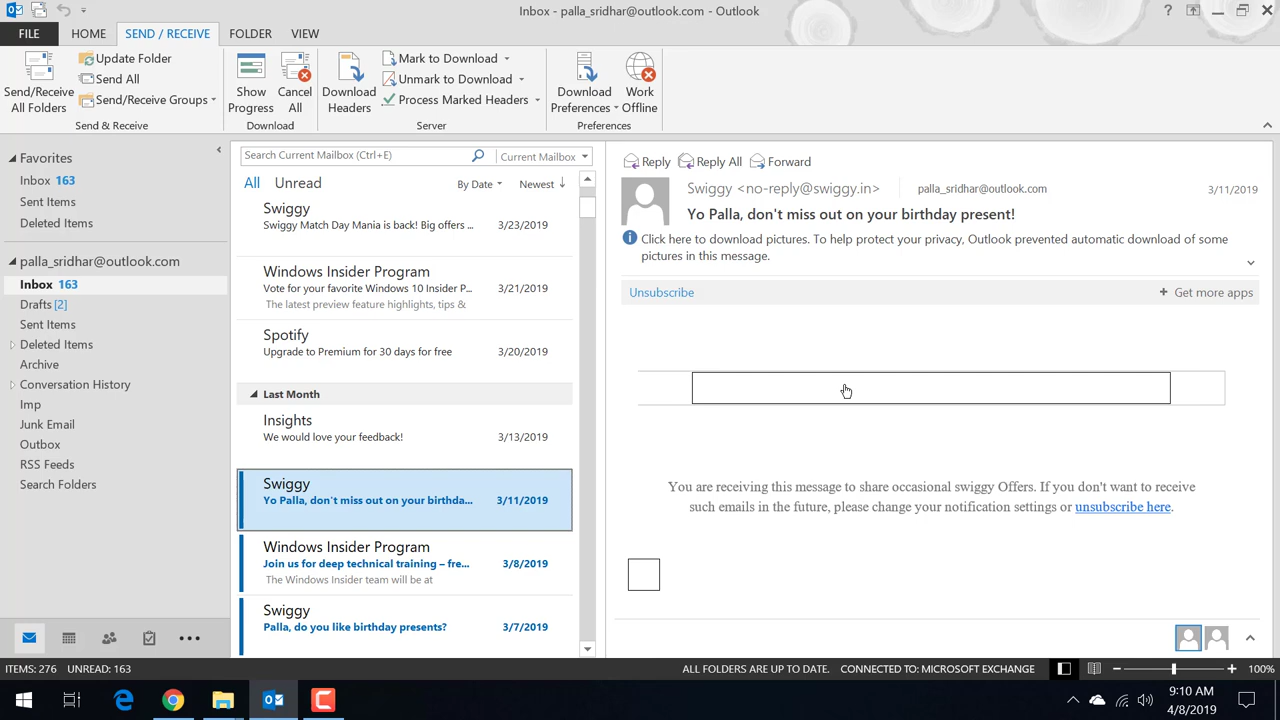 Inbox - palla_sridhar@outlook.com - Outlook
?
FILE
HOME
SEND / RECEIVE
FOLDER
VIEW
Send/Receive
All Folders
Update Folder
Send All
Send/Receive Groups
Send & Receive
Show
Progress
Cancel
All
Download
Download
Headers
Mark to Download
Unmark to Download
Process Marked Headers
Server
Download
Preferences
Work
Offline
Preferences
Favorites
Inbox 163
Sent Items
Deleted Items
palla_sridhar@outlook.com
Inbox 163
Drafts [2]
Sent Items
Deleted Items
Archive
Conversation History
Imp
Junk Email
Outbox
RSS Feeds
Search Folders
Search Current Mailbox (Ctrl+E)
Current Mailbox
All
Unread
By Date
Newest
Swiggy
Swiggy Match Day Mania is back! Big offers ...
3/23/2019
Windows Insider Program
Vote for your favorite Windows 10 Insider P...
3/21/2019
The latest preview feature highlights, tips &
Spotify
Upgrade to Premium for 30 days for free
3/20/2019
Last Month
Insights
We would love your feedback!
3/13/2019
Swiggy
Yo Palla, don't miss out on your birthda...
3/11/2019
Windows Insider Program
Join us for deep technical training – fre...
3/8/2019
The Windows Insider team will be at
Swiggy
Palla, do you like birthday presents?
3/7/2019
Reply
Reply All
Forward
Swiggy <no-reply@swiggy.in>
palla_sridhar@outlook.com
3/11/2019
Yo Palla, don't miss out on your birthday present!
Click here to download pictures. To help protect your privacy, Outlook prevented automatic download of some
pictures in this message.
Unsubscribe
+ Get more apps
You are receiving this message to share occasional swiggy Offers. If you don't want to receive
such emails in the future, please change your notification settings or unsubscribe here.
ITEMS: 276
UNREAD: 163
ALL FOLDERS ARE UP TO DATE.
CONNECTED TO: MICROSOFT EXCHANGE
100%
9:10 AM
4/8/2019